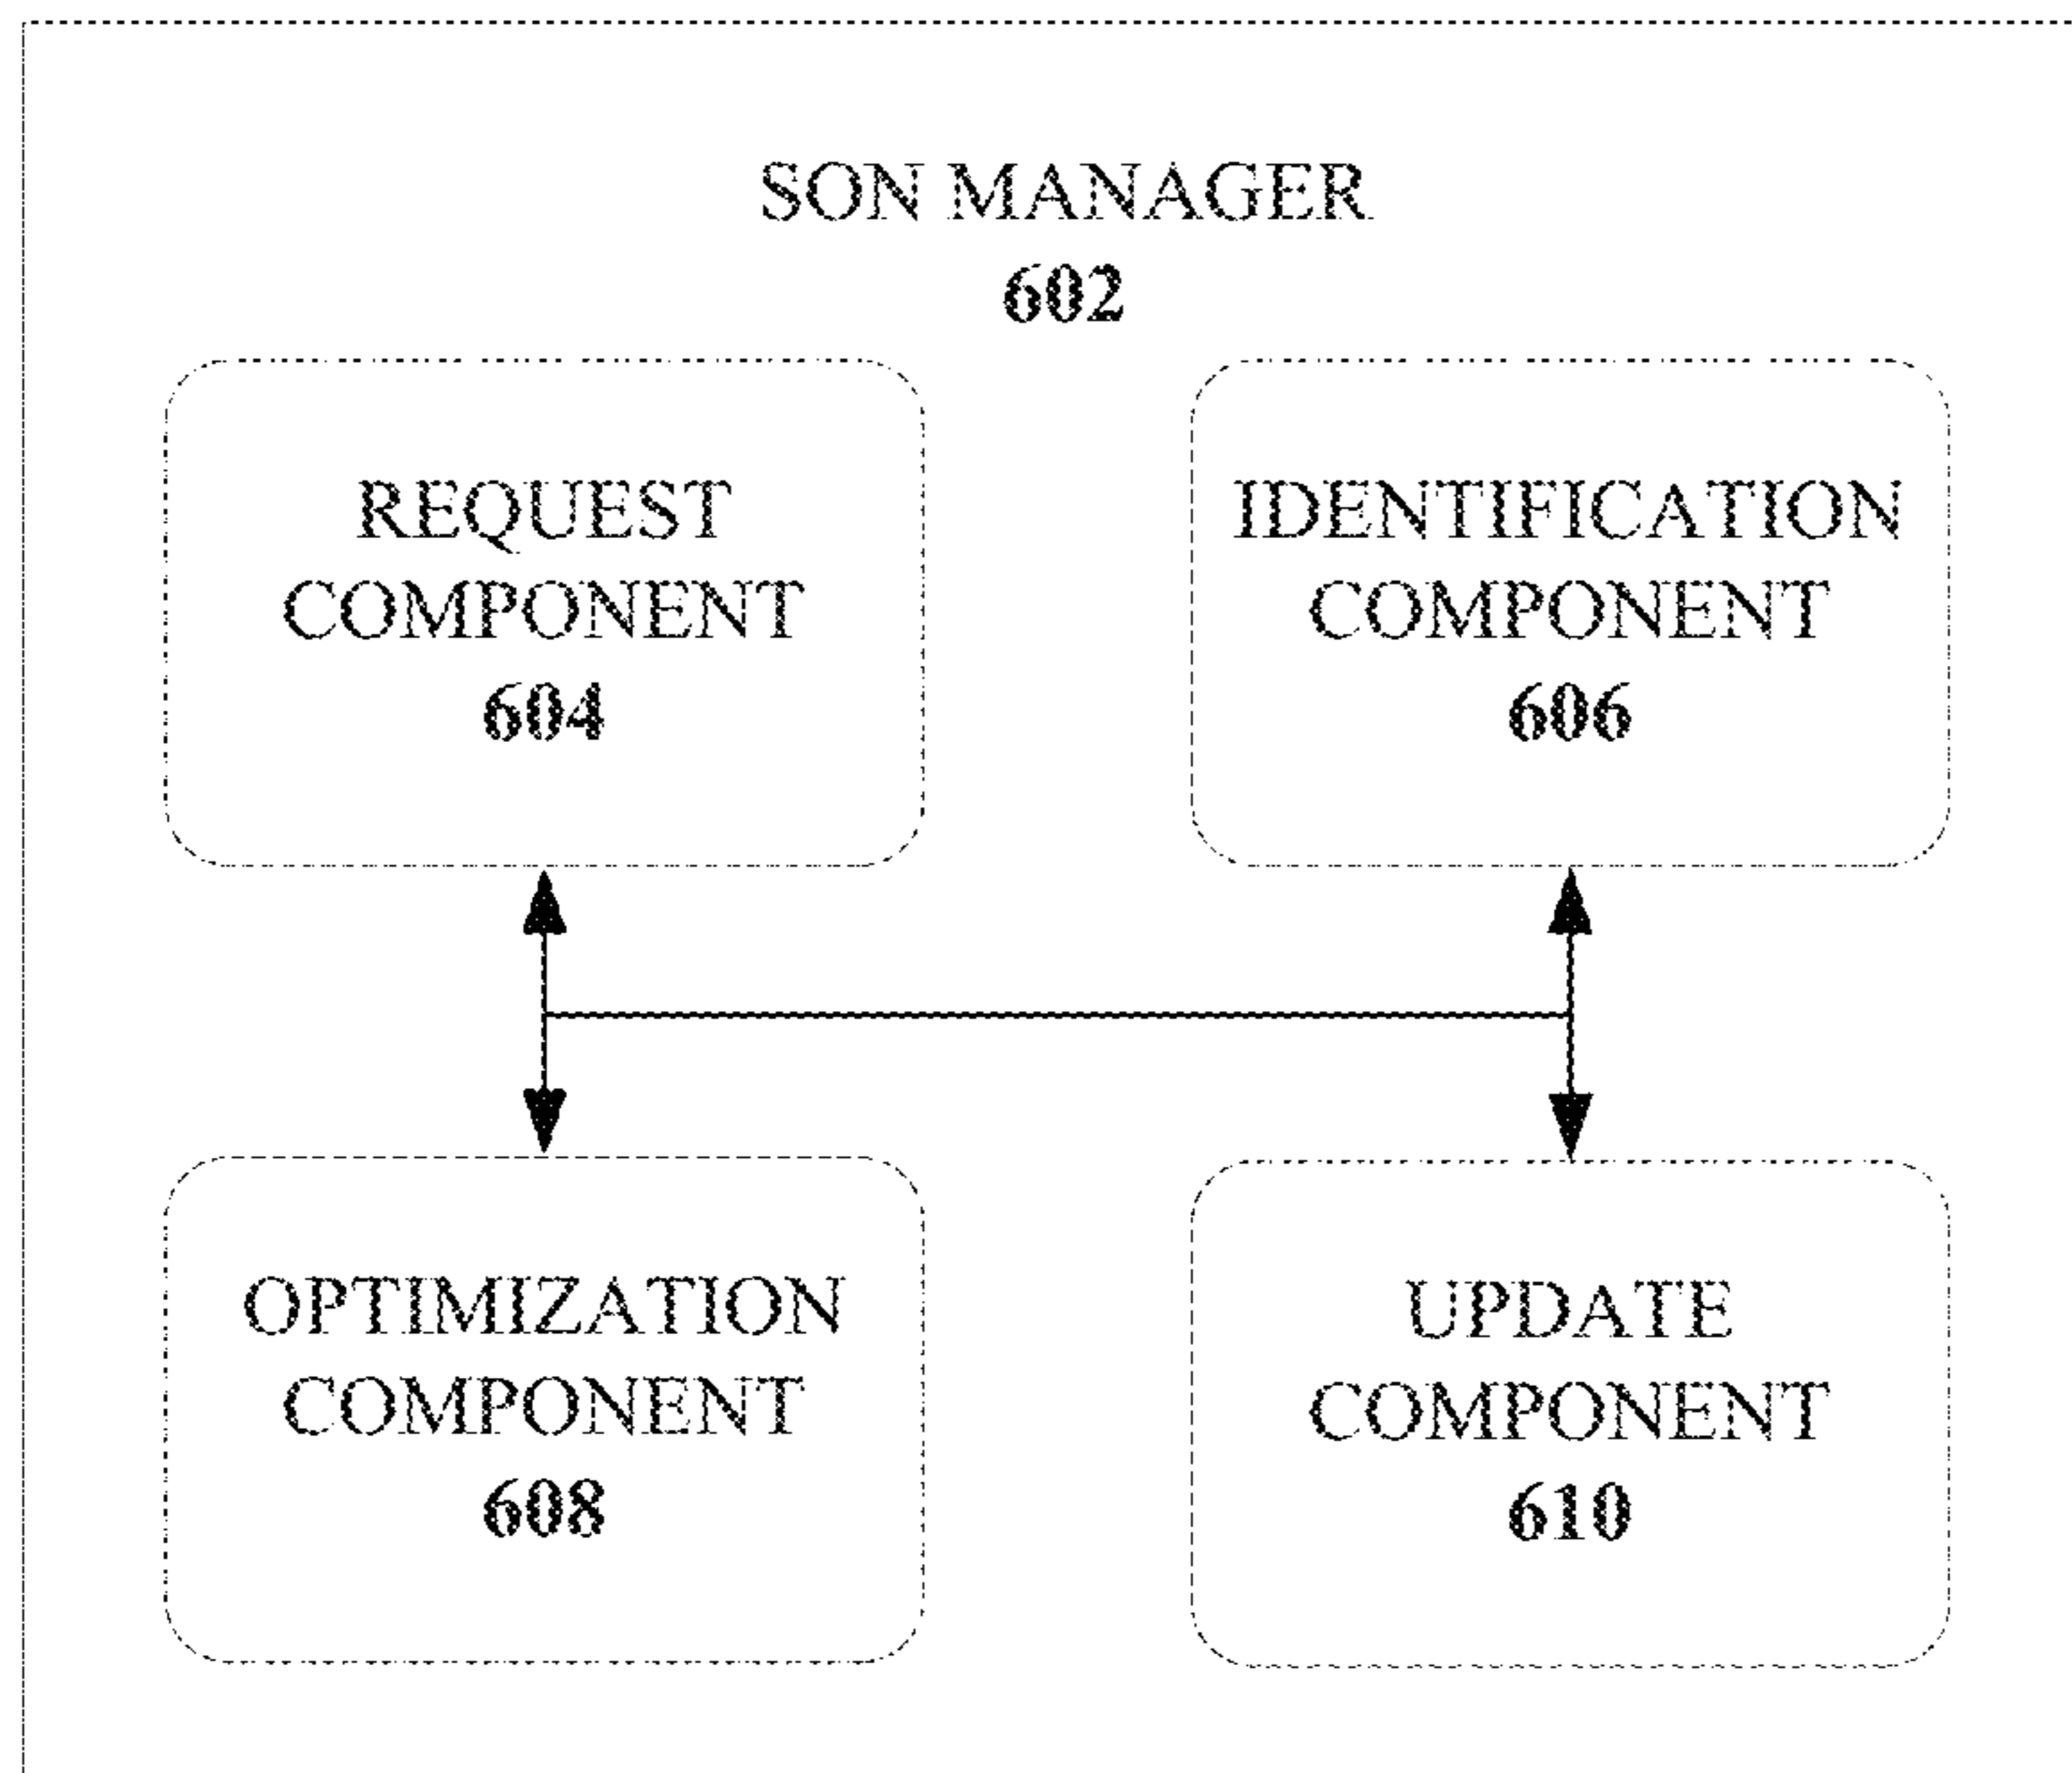 SON MANAGER
602
REQUEST
COMPONENT
604
IDENTIFICATION
COMPONENT
606
OPTIMIZATION
COMPONENT
608
UPDATE
COMPONENT
610